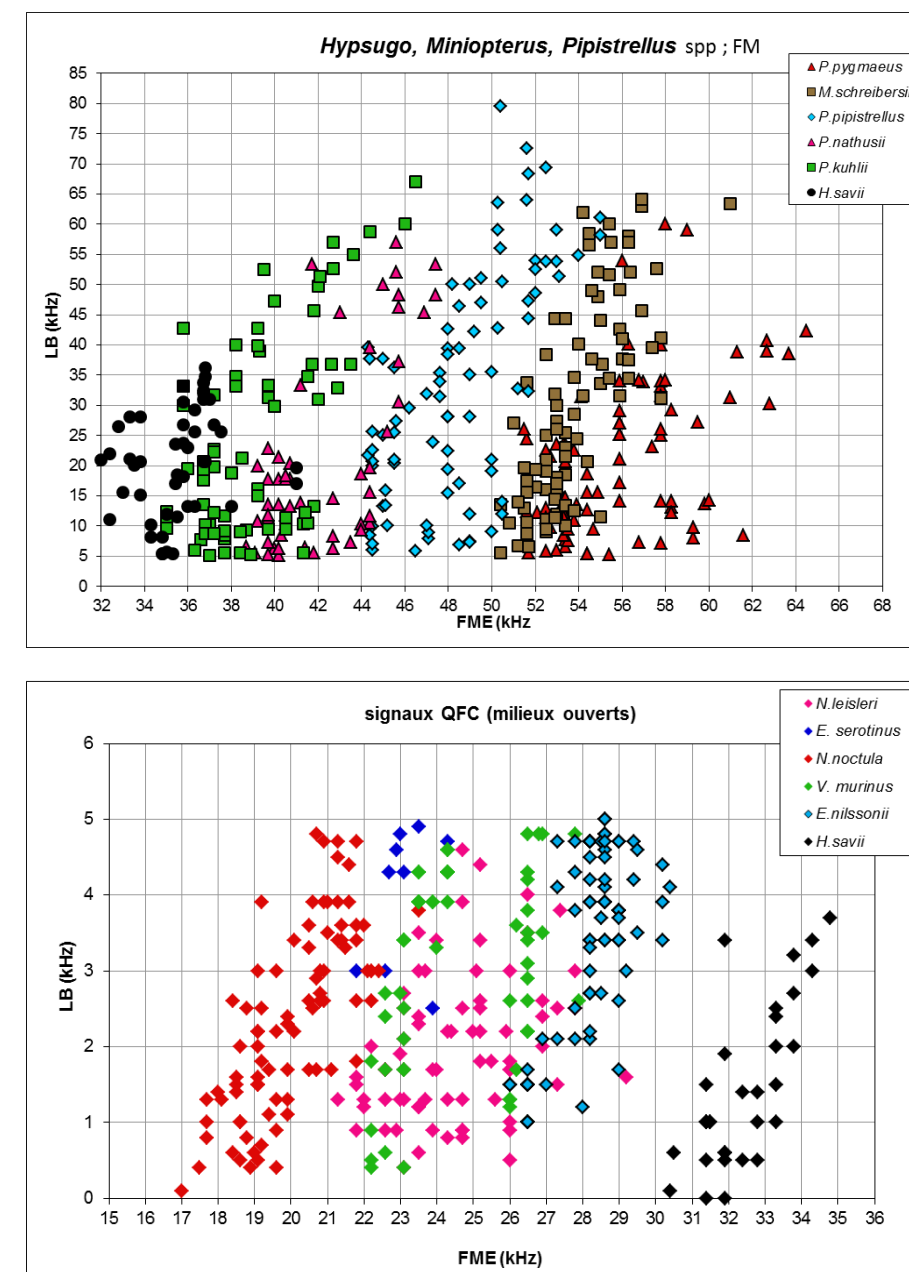 Hypsugo, Miniopterus, Pipistrellus spp ; FM
P.pygmaeus
M.schreibersii
P.pipistrellus
P.nathusii
P.kuhlii
H.savii
LB (kHz)
85
80
75
70
65
60
55
50
45
40
35
30
25
20
15
10
5
0
32 34 36 38 40 42 44 46 48 50 52 54 56 58 60 62 64 66 68
FME (kHz
signaux QFC (milieux ouverts)
N.leisleri
E. serotinus
N.noctula
V. murinus
E.nilssonii
H.savii
LB (kHz)
6
5
4
3
2
1
0
15 16 17 18 19 20 21 22 23 24 25 26 27 28 29 30 31 32 33 34 35 36
FME (kHz)